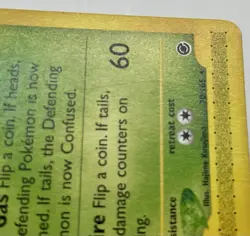 Gas Flip a coin. If heads,
Defending Pokémon is now
ned. If tails, the Defending
mon is now Confused.
60
re Flip a coin. If tails,
damage counters on
ng.
retreat cost
sistance
Illus. Hajime